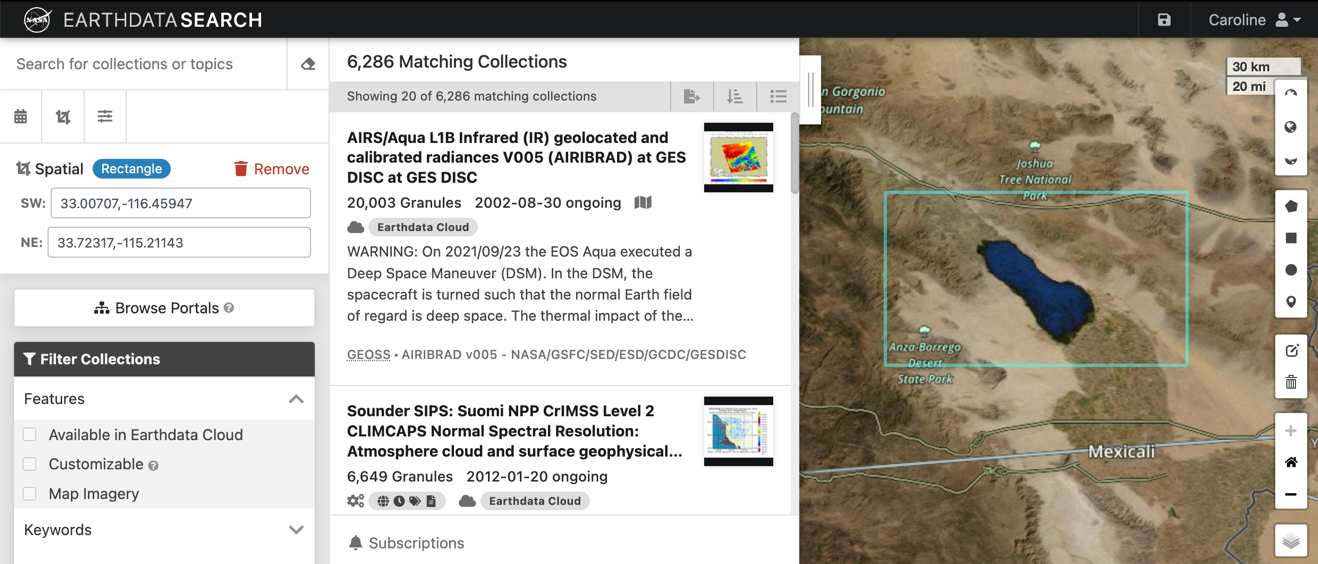 NASA EARTHDATA SEARCH
Caroline
Search for collections or topics
Spatial Rectangle Remove
SW: 33.00707,-116.45947
NE: 33.72317,-115.21143
Browse Portals
Filter Collections
Features
Available in Earthdata Cloud
Customizable
Map Imagery
Keywords
6,286 Matching Collections
Showing 20 of 6,286 matching collections
AIRS/Aqua L1B Infrared (IR) geolocated and
calibrated radiances V005 (AIRIBRAD) at GES
DISC at GES DISC
20,003 Granules 2002-08-30 ongoing
Earthdata Cloud
WARNING: On 2021/09/23 the EOS Aqua executed a
Deep Space Maneuver (DSM). In the DSM, the
spacecraft is turned such that the normal Earth field
of regard is deep space. The thermal impact of the...
GEOSS • AIRIBRAD v005 - NASA/GSFC/SED/ESD/GCDC/GESDISC
Sounder SIPS: Suomi NPP CrIMSS Level 2
CLIMCAPS Normal Spectral Resolution:
Atmosphere cloud and surface geophysical...
6,649 Granules 2012-01-20 ongoing
Earthdata Cloud
Subscriptions
30 km
20 mi
n Gorgonio
ountain
Joshua
Tree National
Park
Anza-Borrego
Desert
State Park
Mexicali